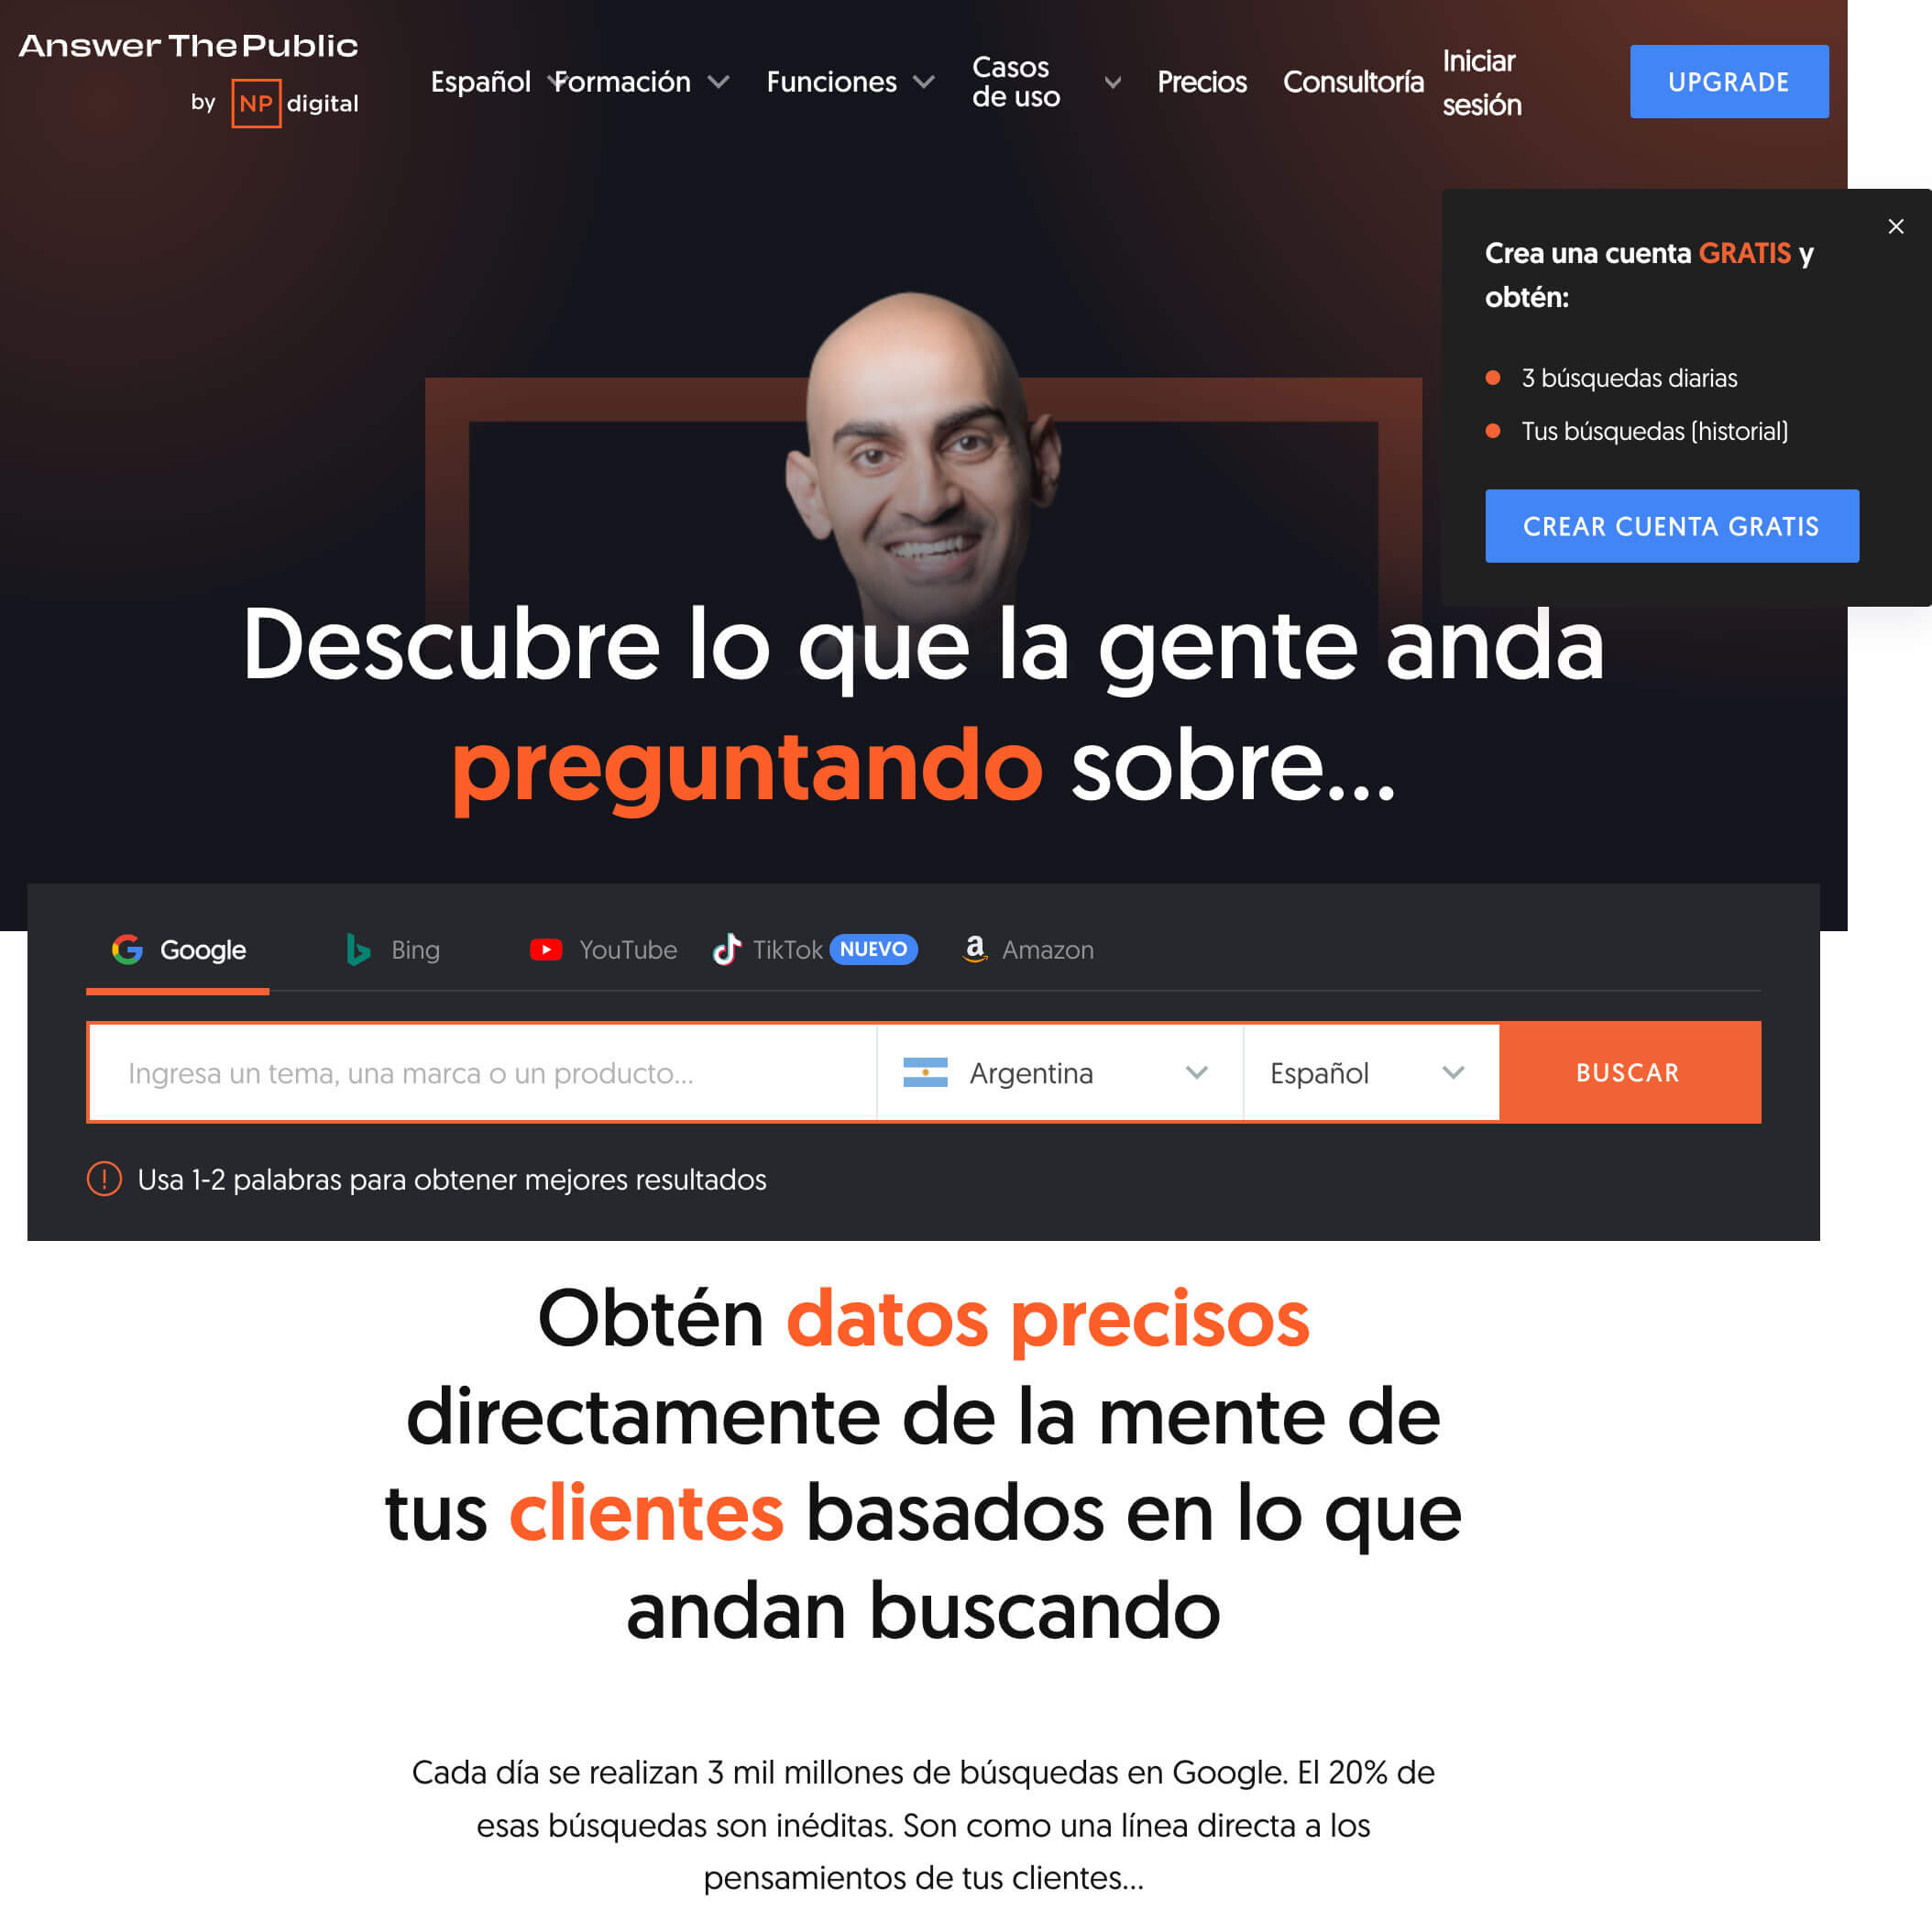 Answer The Public
by NP digital
Español
Formación
Funciones
Casos
de uso
Precios
Consultoría
Iniciar
sesión
UPGRADE
Crea una cuenta GRATIS y
obtén:
3 búsquedas diarias
Tus búsquedas (historial)
CREAR CUENTA GRATIS
Descubre lo que la gente anda
preguntando sobre...
Google
Bing
YouTube
TikTok NUEVO
Amazon
Ingresa un tema, una marca o un producto...
Argentina
Español
BUSCAR
Usa 1-2 palabras para obtener mejores resultados
Obtén datos precisos
directamente de la mente de
tus clientes basados en lo que
andan buscando
Cada día se realizan 3 mil millones de búsquedas en Google. El 20% de
esas búsquedas son inéditas. Son como una línea directa a los
pensamientos de tus clientes...